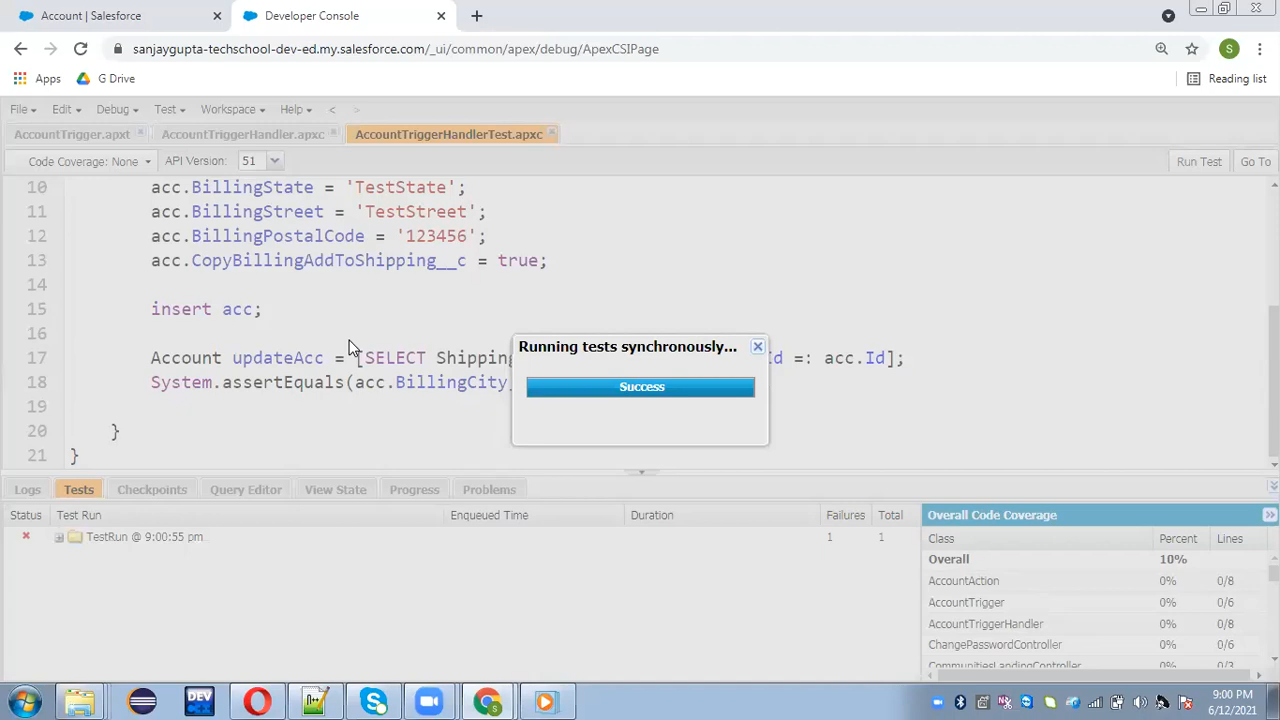 Account | Salesforce
Developer Console
sanjaygupta-techschool-dev-ed.my.salesforce.com/_ui/common/apex/debug/ApexCSIPage
S
Apps
G Drive
Reading list
File Edit Debug Test Workspace Help < >
AccountTrigger.apxt AccountTriggerHandler.apxc AccountTriggerHandlerTest.apxc
Code Coverage: None API Version: 51 Run Test Go To
10 acc.BillingState = 'TestState';
11 acc.BillingStreet = 'TestStreet';
12 acc.BillingPostalCode = '123456';
13 acc.CopyBillingAddToShipping__c = true;
14
15 insert acc;
16
17 Account updateAcc = [SELECT Shipping Id =: acc.Id];
18 System.assertEquals(acc.BillingCity
19
20 }
21 }
Running tests synchronously...
Success
Logs Tests Checkpoints Query Editor View State Progress Problems
Status Test Run Enqueued Time Duration Failures Total
TestRun @ 9:00:55 pm 1 1
Overall Code Coverage
Class Percent Lines
Overall 10%
AccountAction 0% 0/8
AccountTrigger 0% 0/6
AccountTriggerHandler 0% 0/8
ChangePasswordController 0% 0/6
CommunitiesLandingController 0% 0/3
DEV
9:00 PM
6/12/2021